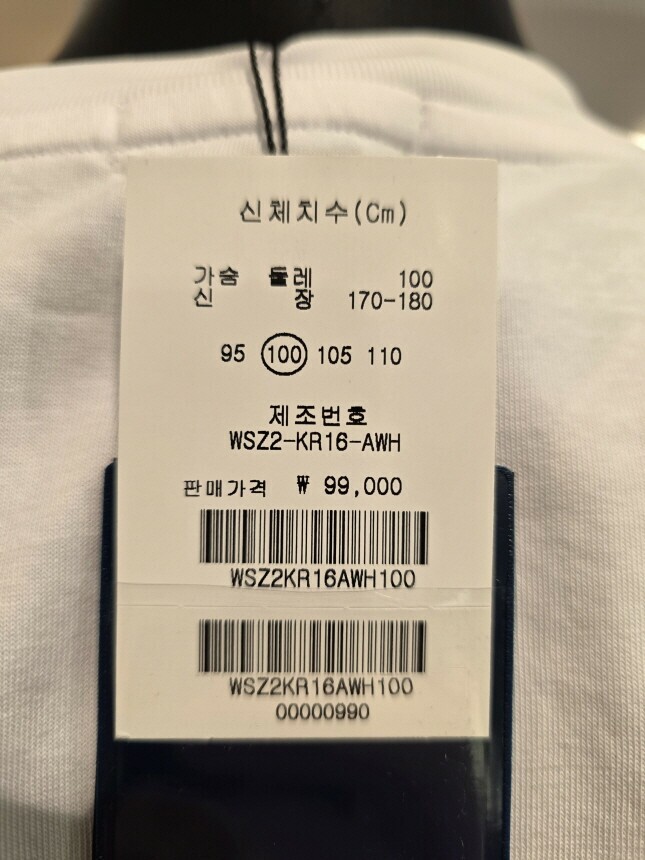 신체치수(Cm)
가슴 둘레 100
신 장 170-180
95 100 105 110
제조번호
WSZ2-KR16-AWH
판매가격 ₩ 99,000
WSZ2KR16AWH100
WSZ2KR16AWH100
00000990